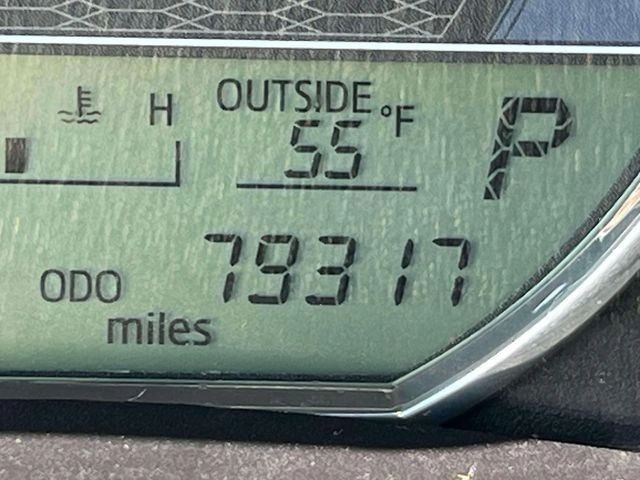 H
OUTSIDE
55 °F
P
ODO 79317
miles